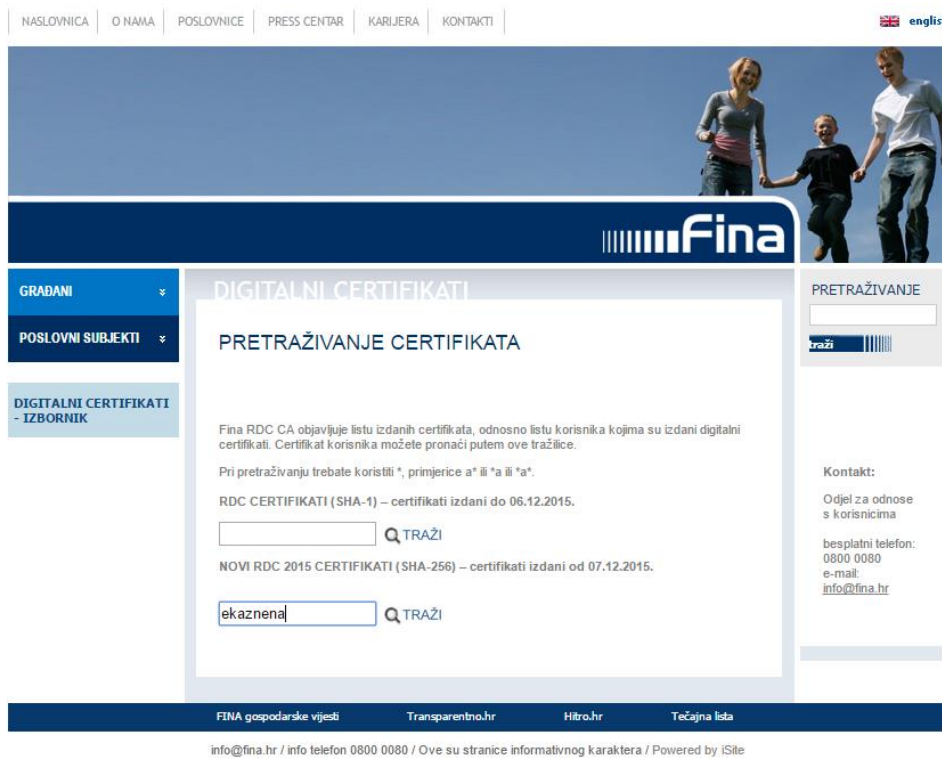 NASLOVNICA
O NAMA
POSLOVNICE
PRESS CENTAR
KARIJERA
KONTAKTI
englis
Fina
GRAĐANI
POSLOVNI SUBJEKTI
DIGITALNI CERTIFIKATI
- IZBORNIK
DIGITALNI CERTIFIKATI
PRETRAŽIVANJE CERTIFIKATA
Fina RDC CA objavljuje listu izdanih certifikata, odnosno listu korisnika kojima su izdani digitalni
certifikati. Certifikat korisnika možete pronaći putem ove tražilice.
Pri pretraživanju trebate koristiti *, primjerice a* ili *a ili *a*.
RDC CERTIFIKATI (SHA-1) – certifikati izdani do 06.12.2015.
TRAŽI
NOVI RDC 2015 CERTIFIKATI (SHA-256) – certifikati izdani od 07.12.2015.
ekaznena
TRAŽI
PRETRAŽIVANJE
traži
Kontakt:
Odjel za odnose
s korisnicima
besplatni telefon:
0800 0080
e-mail:
info@fina.hr
FINA gospodarske vijesti
Transparentno.hr
Hitro.hr
Tečajna lista
info@fina.hr / info telefon 0800 0080 / Ove su stranice informativnog karaktera / Powered by iSite